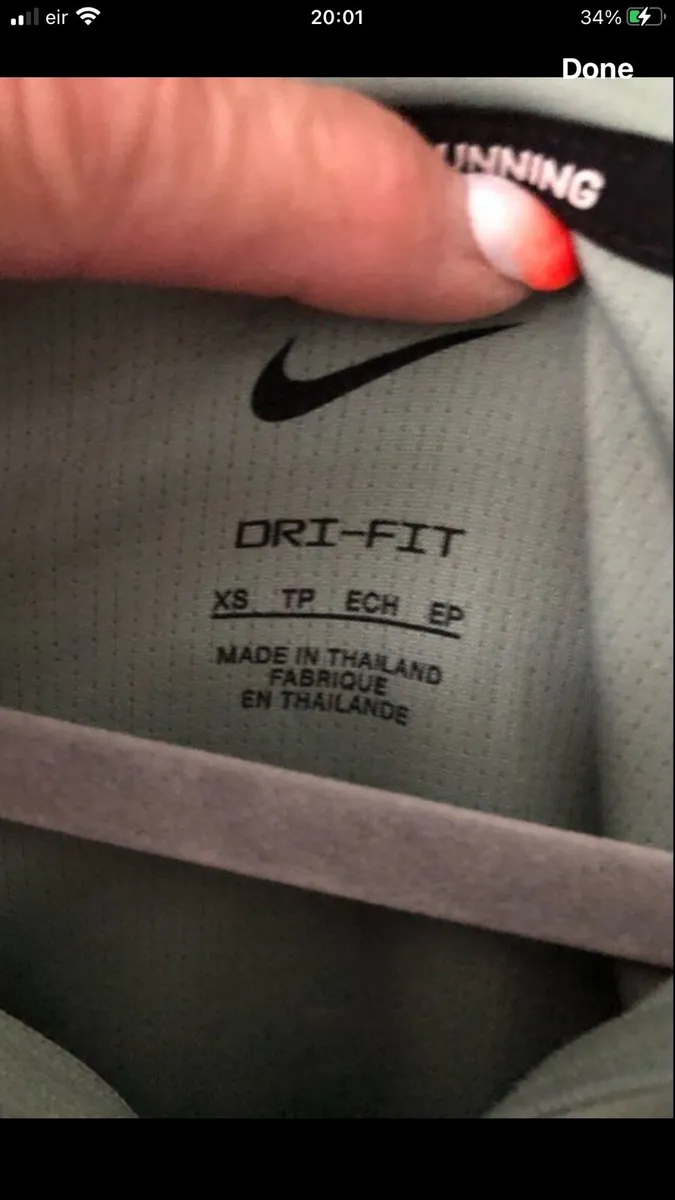 eir 20:01 34%
Done
UNNING
DRI-FIT
XS TP ECH EP
MADE IN THAILAND
FABRIQUE
EN THAILANDE